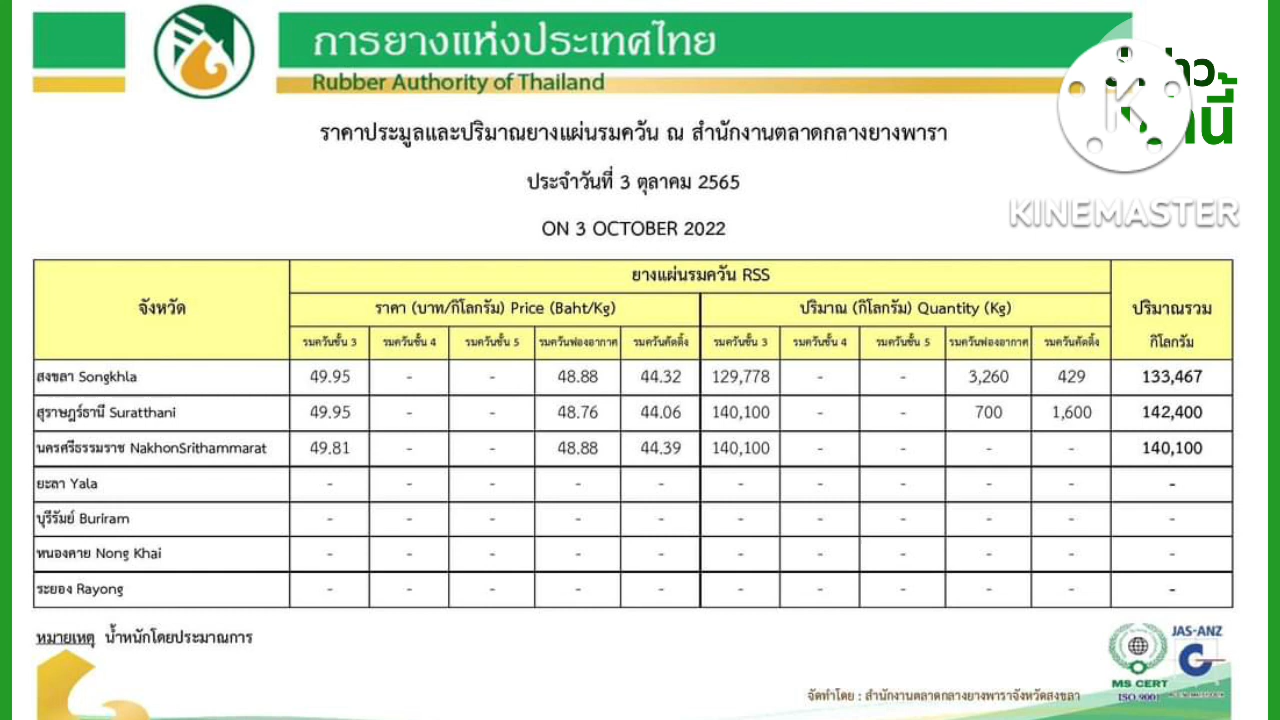 การยางแห่งประเทศไทย
Rubber Authority of Thailand
KINEMASTER
ราคาประมูลและปริมาณยางแผ่นรมควัน ณ สำนักงานตลาดกลางยางพารา
ประจำวันที่ 3 ตุลาคม 2565
ON 3 OCTOBER 2022
จังหวัด ยางแผ่นรมควัน RSS ปริมาณรวม
ราคา (บาท/กิโลกรัม) Price (Baht/Kg) ปริมาณ (กิโลกรัม) Quantity (Kg)
รมควันชั้น 3 รมควันชั้น 4 รมควันชั้น 5 รมควันฟองอากาศ รมควันคัตติ้ง รมควันชั้น 3 รมควันชั้น 4 รมควันชั้น 5 รมควันฟองอากาศ รมควันคัตติ้ง กิโลกรัม
สงขลา Songkhla 49.95 - - 48.88 44.32 129,778 - - 3,260 429 133,467
สุราษฎร์ธานี Suratthani 49.95 - - 48.76 44.06 140,100 - - 700 1,600 142,400
นครศรีธรรมราช NakhonSrithammarat 49.81 - - 48.88 44.39 140,100 - - - - 140,100
ยะลา Yala - - - - - - - - - - -
บุรีรัมย์ Buriram - - - - - - - - - - -
หนองคาย Nong Khai - - - - - - - - - - -
ระยอง Rayong - - - - - - - - - - -
หมายเหตุ น้ำหนักโดยประมาณการ
JAS-ANZ
MS CERT
ISO 9001
จัดทำโดย : สำนักงานตลาดกลางยางพาราจังหวัดสงขลา